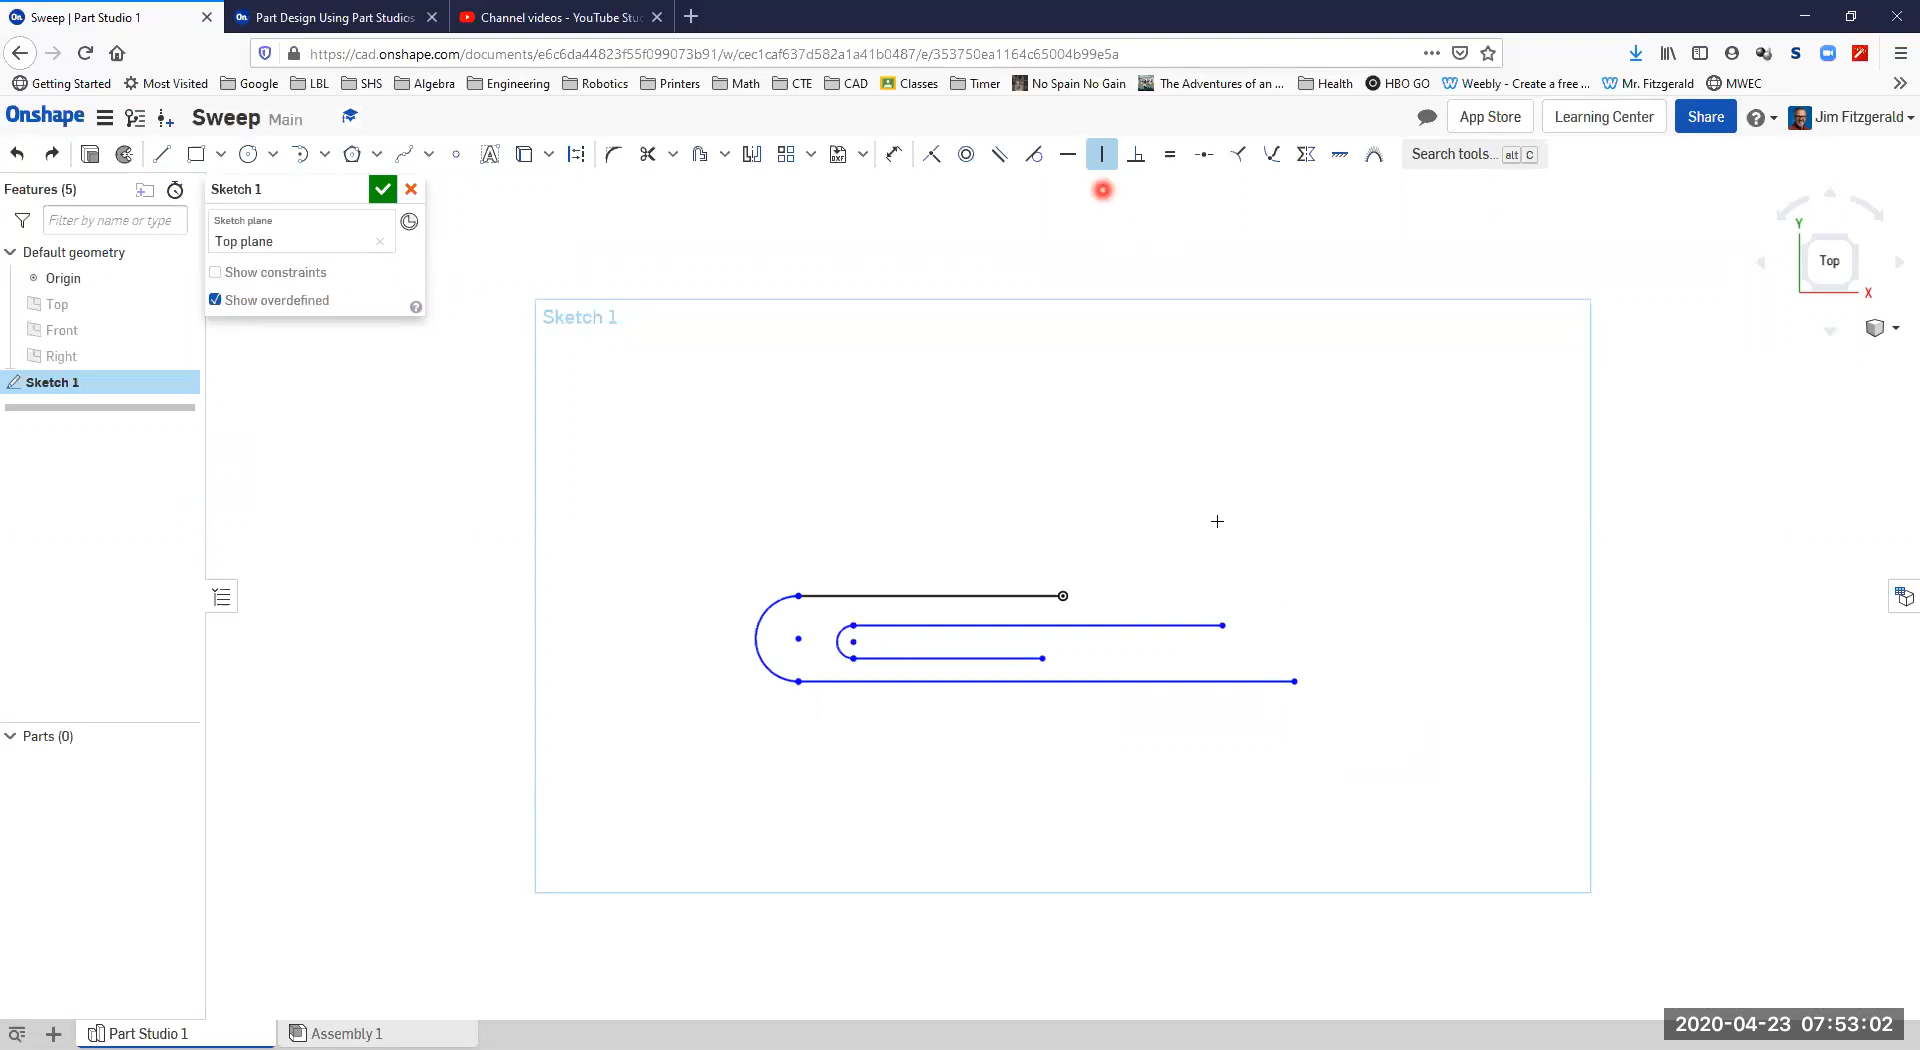 Sweep | Part Studio 1
Part Design Using Part Studios
Channel videos - YouTube Stu
https://cad.onshape.com/documents/e6c6da44823f55f099073b91/w/cec1caf637d582a1a41b0487/e/353750ea1164c65004b99e5a
Getting Started Most Visited Google LBL SHS Algebra Engineering Robotics Printers Math CTE CAD Classes Timer No Spain No Gain The Adventures of an ... Health HBO GO Weebly - Create a free ... Mr. Fitzgerald MWEC
Onshape Sweep Main App Store Learning Center Share Jim Fitzgerald
Search tools... alt C
Features (5)
Filter by name or type
Default geometry
Origin
Top
Front
Right
Sketch 1
Parts (0)
Sketch 1
Sketch plane
Top plane
Show constraints
Show overdefined
Sketch 1
Y
Top
X
Part Studio 1
Assembly 1
2020-04-23 07:53:02